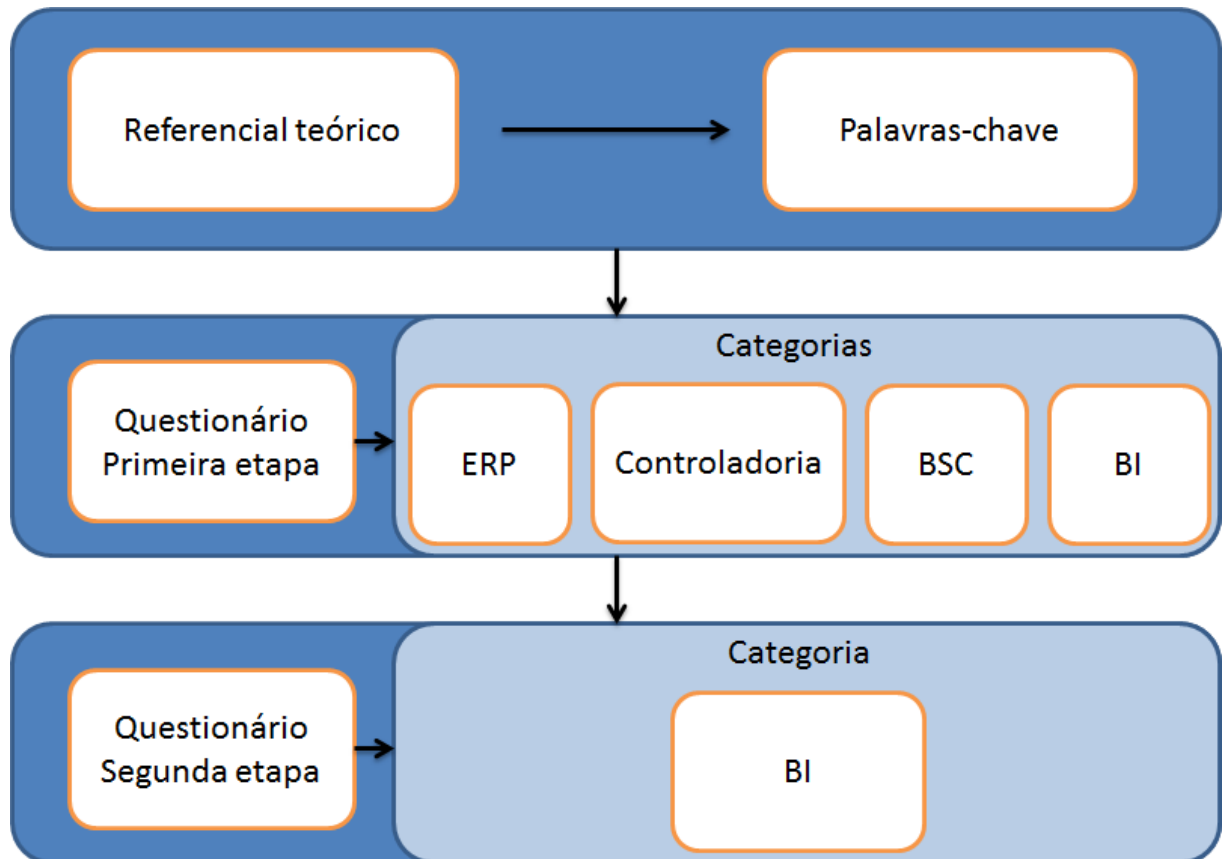 Referencial teórico
Palavras-chave
Categorias
Questionário
Primeira etapa
ERP
Controladoria
BSC
BI
Categoria
Questionário
Segunda etapa
BI